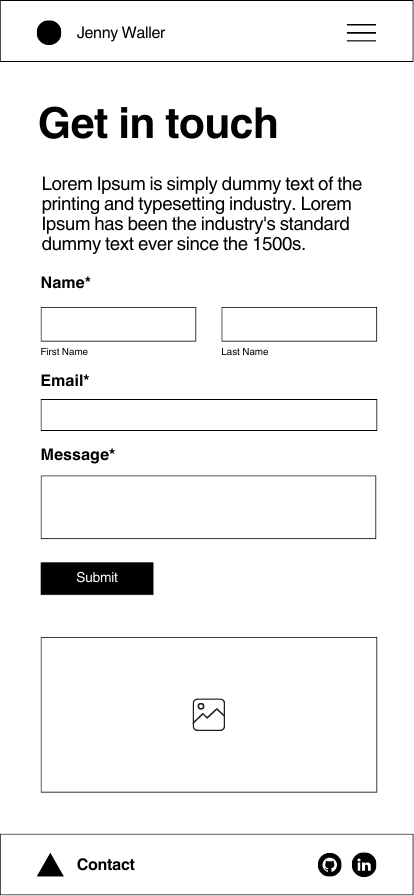 Jenny Waller
Get in touch
Lorem Ipsum is simply dummy text of the
printing and typesetting industry. Lorem
Ipsum has been the industry's standard
dummy text ever since the 1500s.
Name*
First Name Last Name
Email*
Message*
Submit
Contact
in